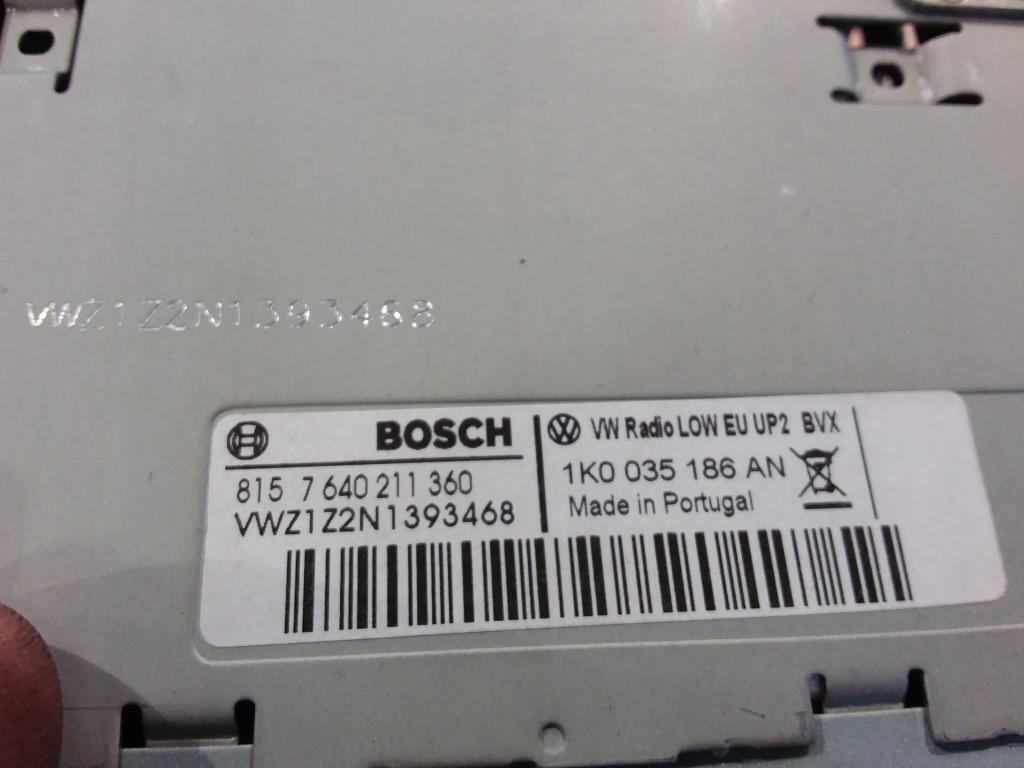 VWZ1Z2N1393468
BOSCH
815 7 640 211 360
VWZ1Z2N1393468
VW Radio LOW EU UP2 BVX
1K0 035 186 AN
Made in Portugal